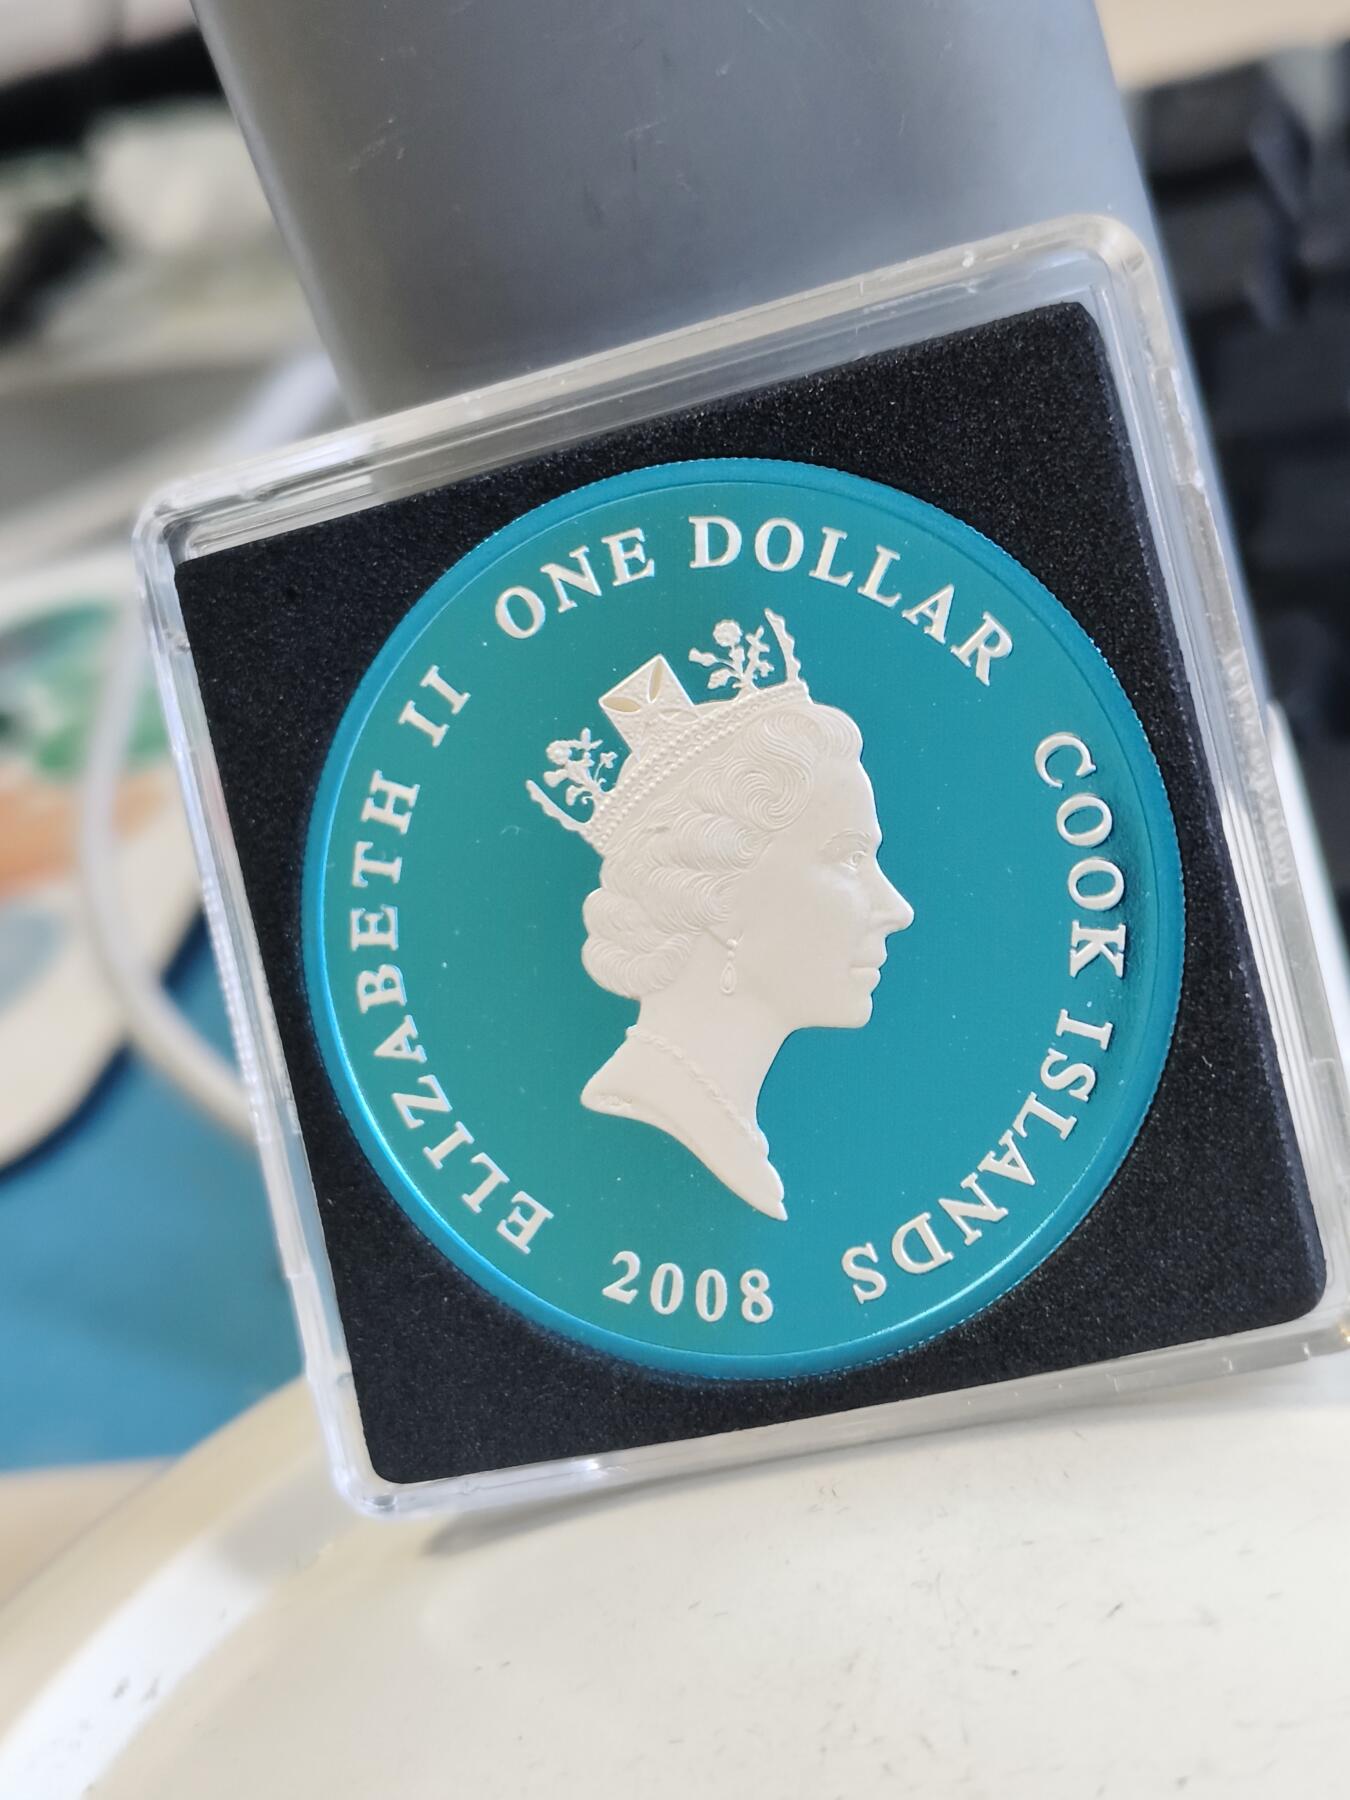 ELIZABETH II ONE DOLLAR COOK ISLANDS
2008